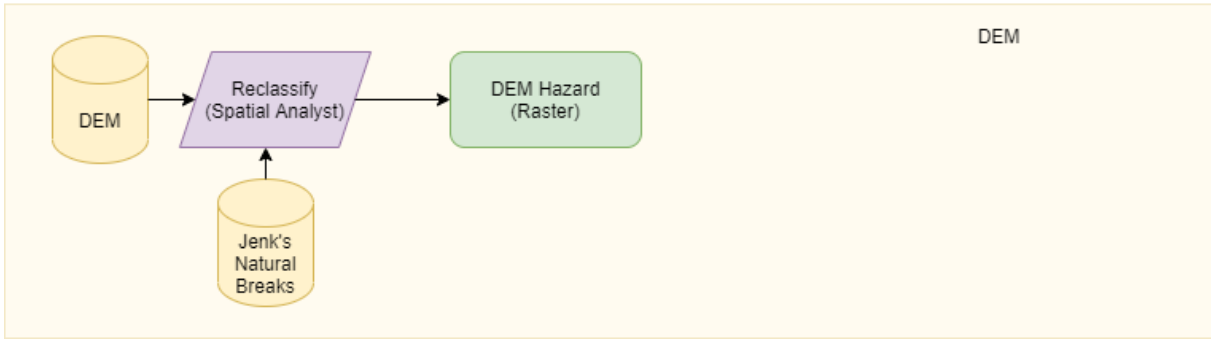 DEM
DEM
Reclassify
(Spatial Analyst)
DEM Hazard
(Raster)
Jenk's
Natural
Breaks